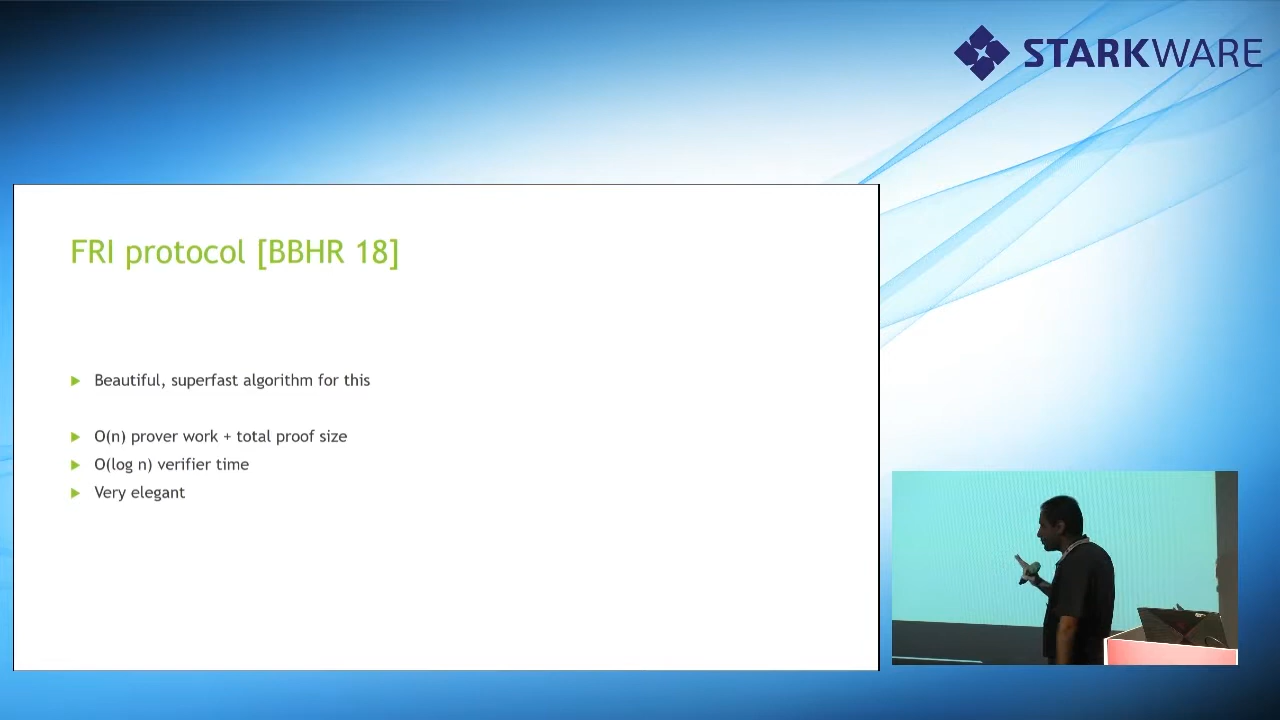 STARKWARE
FRI protocol [BBHR 18]
Beautiful, superfast algorithm for this
O(n) prover work + total proof size
O(log n) verifier time
Very elegant